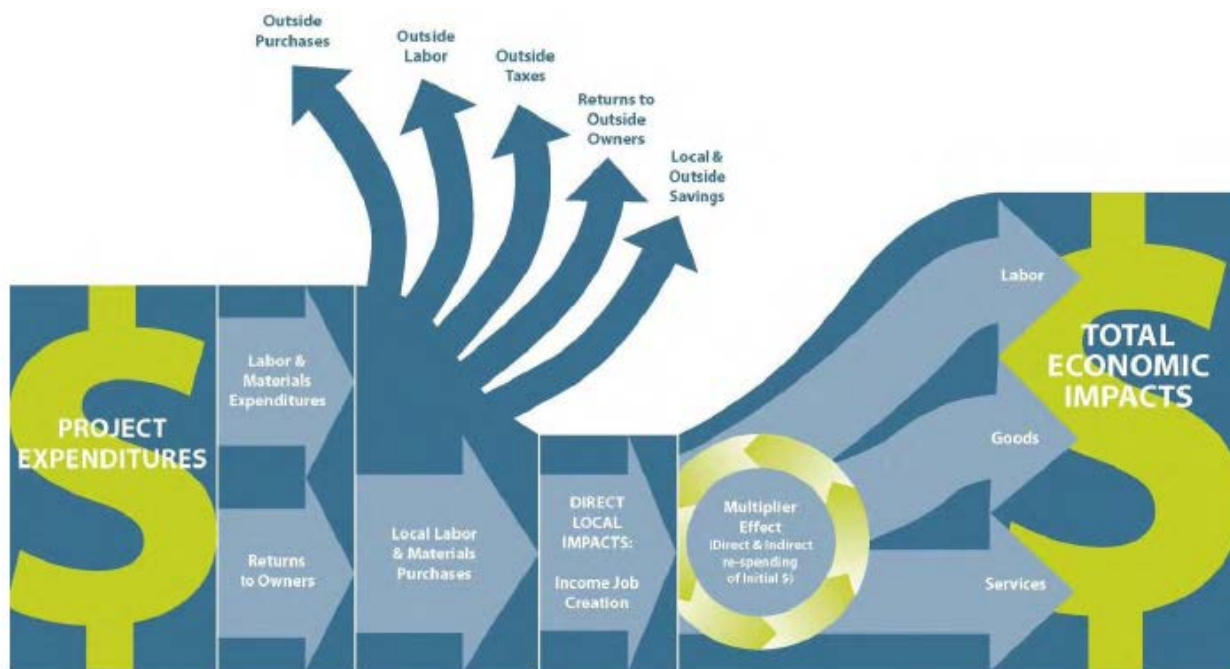 Outside
Purchases
Outside
Labor
Outside
Taxes
Returns to
Outside
Owners
Local &
Outside
Savings
PROJECT
EXPENDITURES
Labor &
Materials
Expenditures
Returns
to Owners
Local Labor
& Materials
Purchases
DIRECT
LOCAL
IMPACTS:
Income Job
Creation
Multiplier
Effect
(Direct & Indirect
re-spending
of Initial $)
Labor
Goods
Services
TOTAL
ECONOMIC
IMPACTS